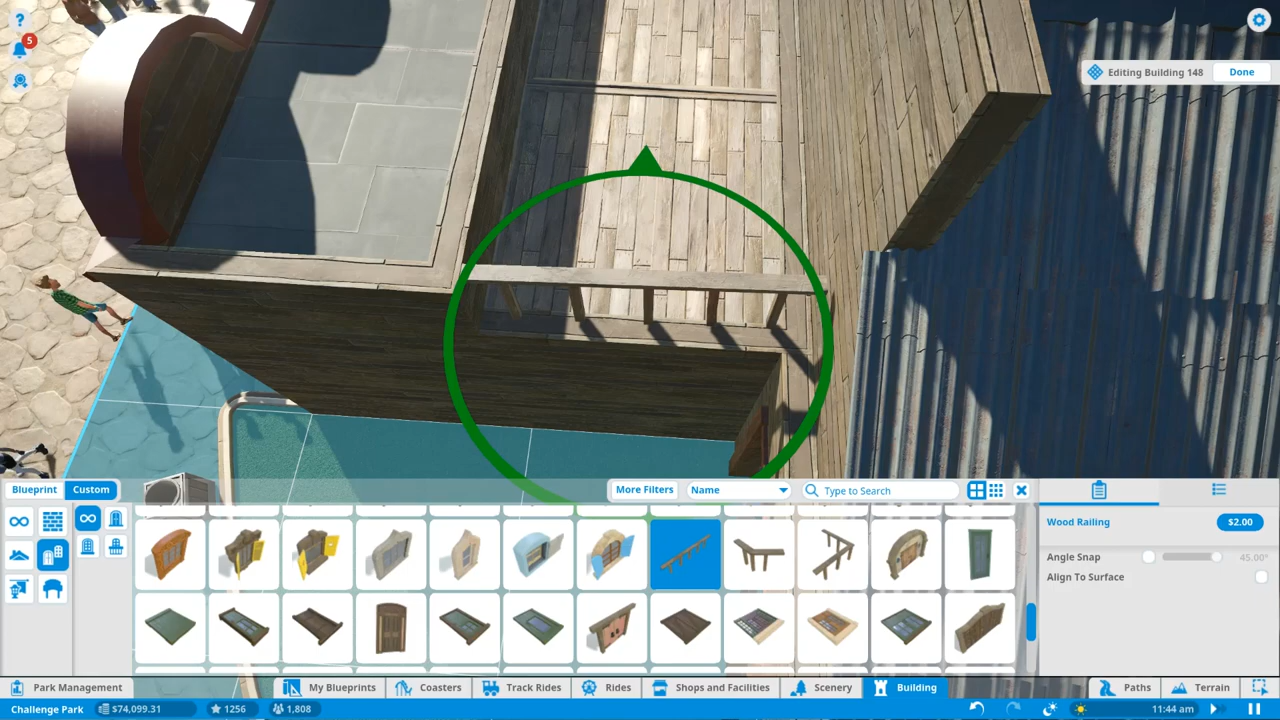 ?
5
Editing Building 148
Done
Blueprint
Custom
More Filters
Name
Type to Search
Wood Railing
$2.00
Angle Snap
45.00°
Align To Surface
Park Management
My Blueprints
Coasters
Track Rides
Rides
Shops and Facilities
Scenery
Building
Paths
Terrain
Challenge Park
$74,099.31
1256
1,808
11:44 am